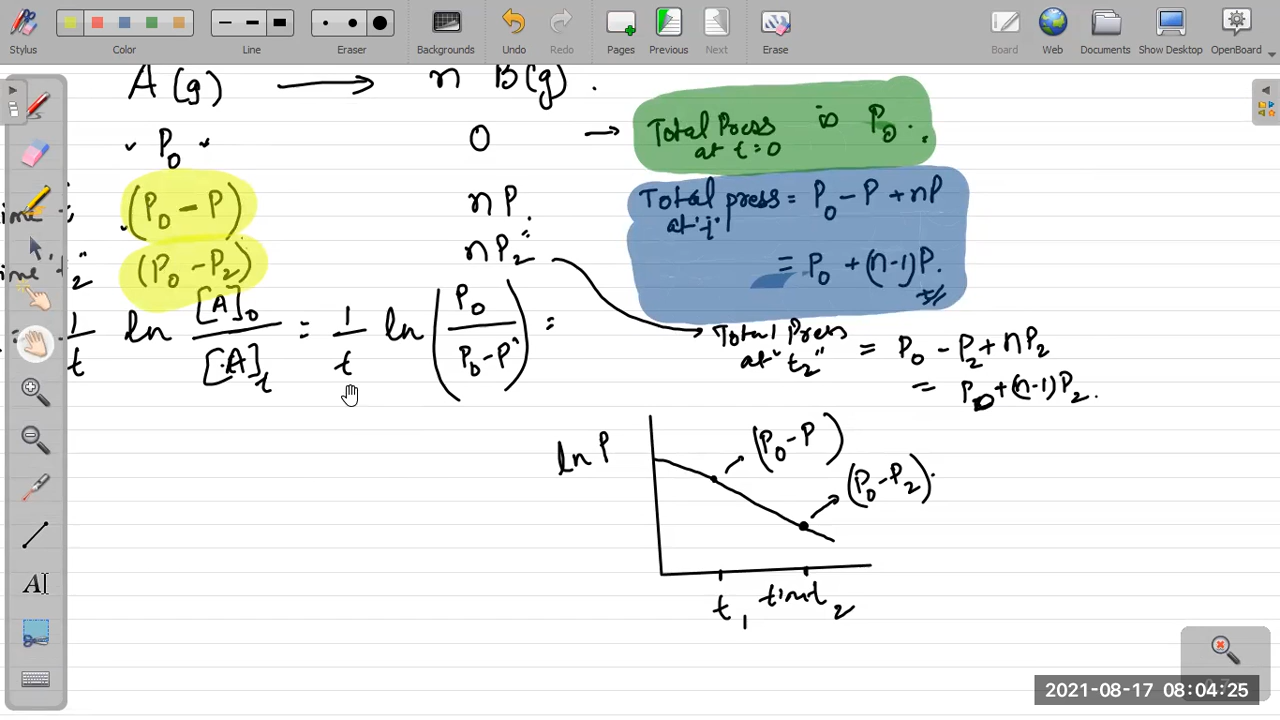 Stylus Color Line Eraser Backgrounds Undo Redo Pages Previous Next Erase Board Web Documents Show Desktop OpenBoard
A (g) ⟶ n B(g).
P₀ 0 → Total Press is P₀.
at t=0
(P₀ − P) nP. Total press = P₀ − P + nP
at 't'
= P₀ + (n-1)P.
(P₀ − P₂) nP₂
1/t ln [A]₀/[A]t = 1/t ln (P₀/(P₀-P)) =
Total Press at "t₂" = P₀ − P₂ + nP₂
= P₀ + (n-1)P₂.
ln P
(P₀ − P)
(P₀ − P₂).
t₁ time t₂
AI
2021-08-17 08:04:25